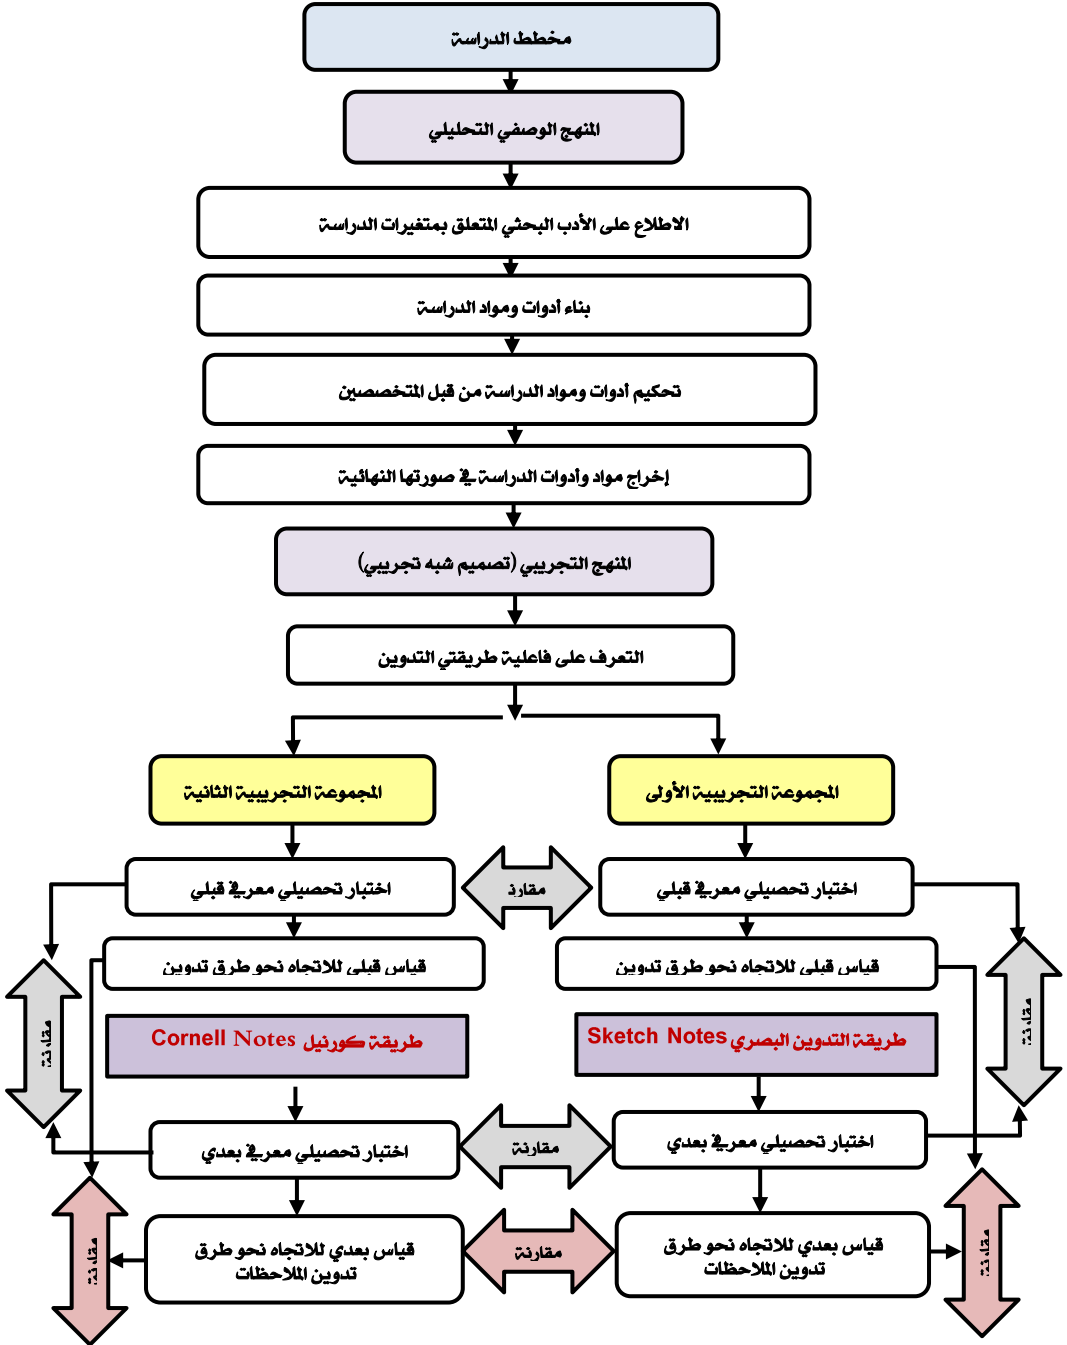 مخطط الدراسة
المنهج الوصفي التحليلي
الاطلاع على الأدب البحثي المتعلق بمتغيرات الدراسة
بناء أدوات ومواد الدراسة
تحكيم أدوات ومواد الدراسة من قبل المتخصصين
إخراج مواد وأدوات الدراسة في صورتها النهائية
المنهج التجريبي (تصميم شبه تجريبي)
التعرف على فاعلية طريقتي التدوين
المجموعة التجريبية الأولى
المجموعة التجريبية الثانية
اختبار تحصيلي معرفي قبلي
مقارنة
اختبار تحصيلي معرفي قبلي
قياس قبلي للاتجاه نحو طرق تدوين
قياس قبلي للاتجاه نحو طرق تدوين
مقارنة
مقارنة
طريقة التدوين البصري Sketch Notes
طريقة كورنيل Cornell Notes
اختبار تحصيلي معرفي بعدي
مقارنة
اختبار تحصيلي معرفي بعدي
مقارنة
قياس بعدي للاتجاه نحو طرق
تدوين الملاحظات
مقارنة
قياس بعدي للاتجاه نحو طرق
تدوين الملاحظات
مقارنة